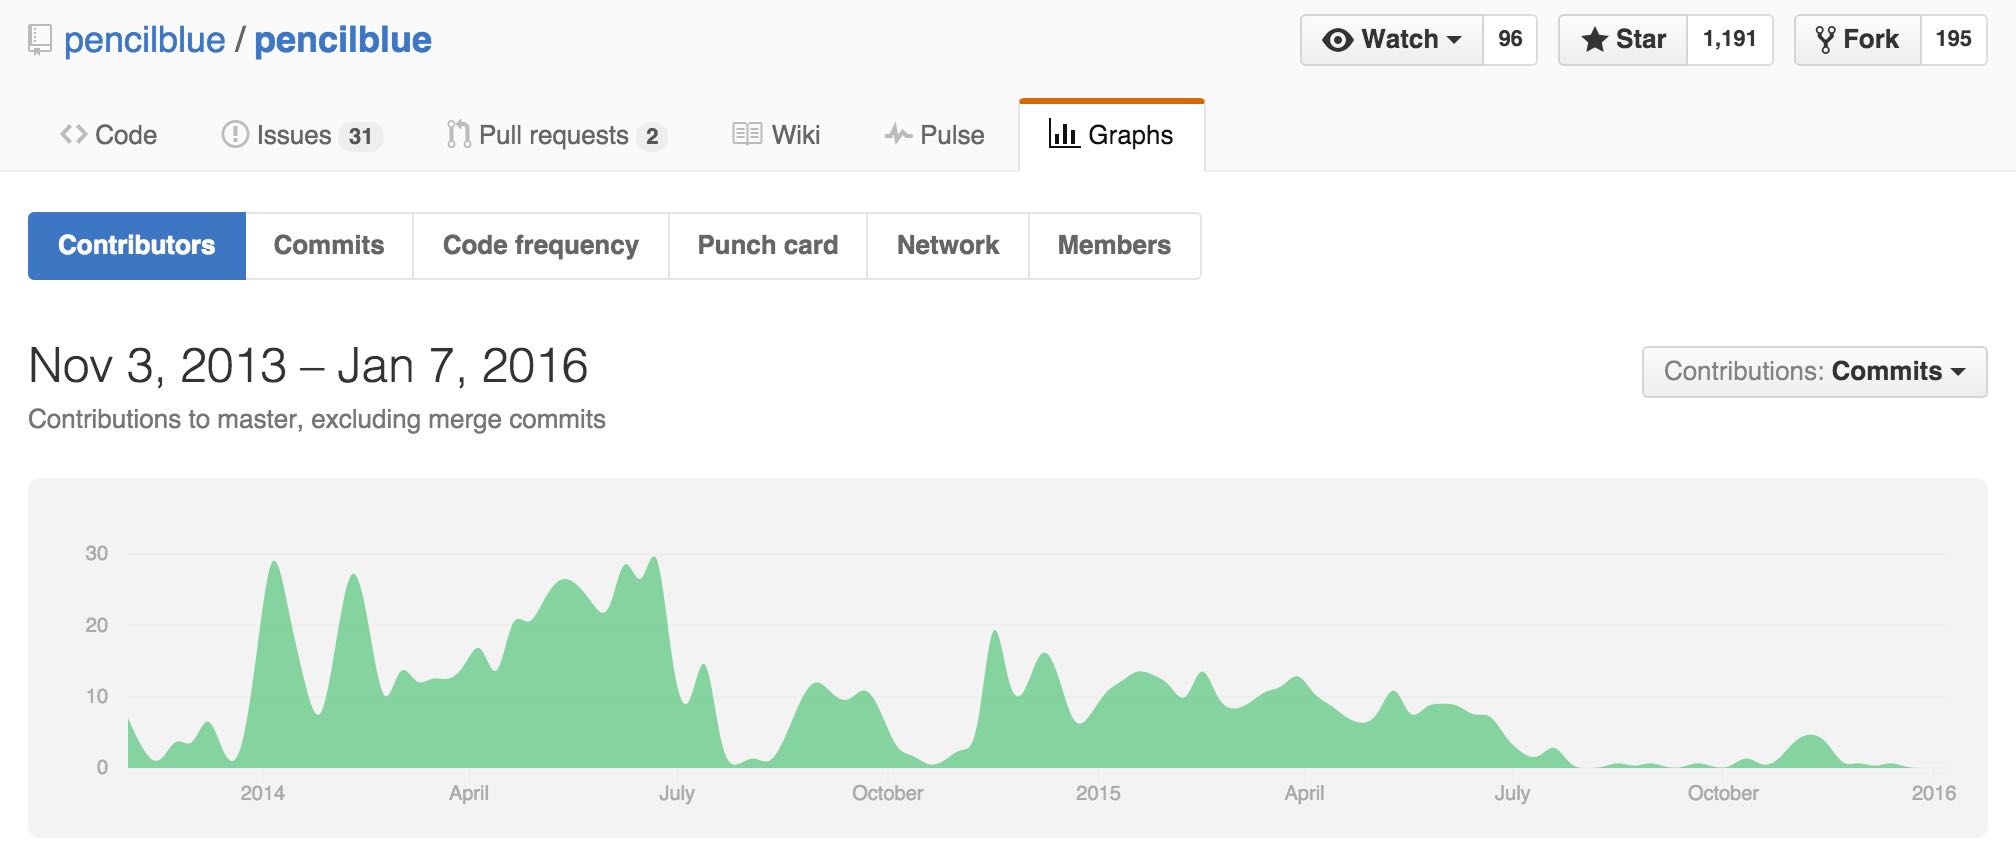 pencilblue / pencilblue Watch 96 Star 1,191 Fork 195
Code Issues 31 Pull requests 2 Wiki Pulse Graphs
Contributors Commits Code frequency Punch card Network Members
Nov 3, 2013 – Jan 7, 2016
Contributions: Commits
Contributions to master, excluding merge commits
30
20
10
0
2014 April July October 2015 April July October 2016